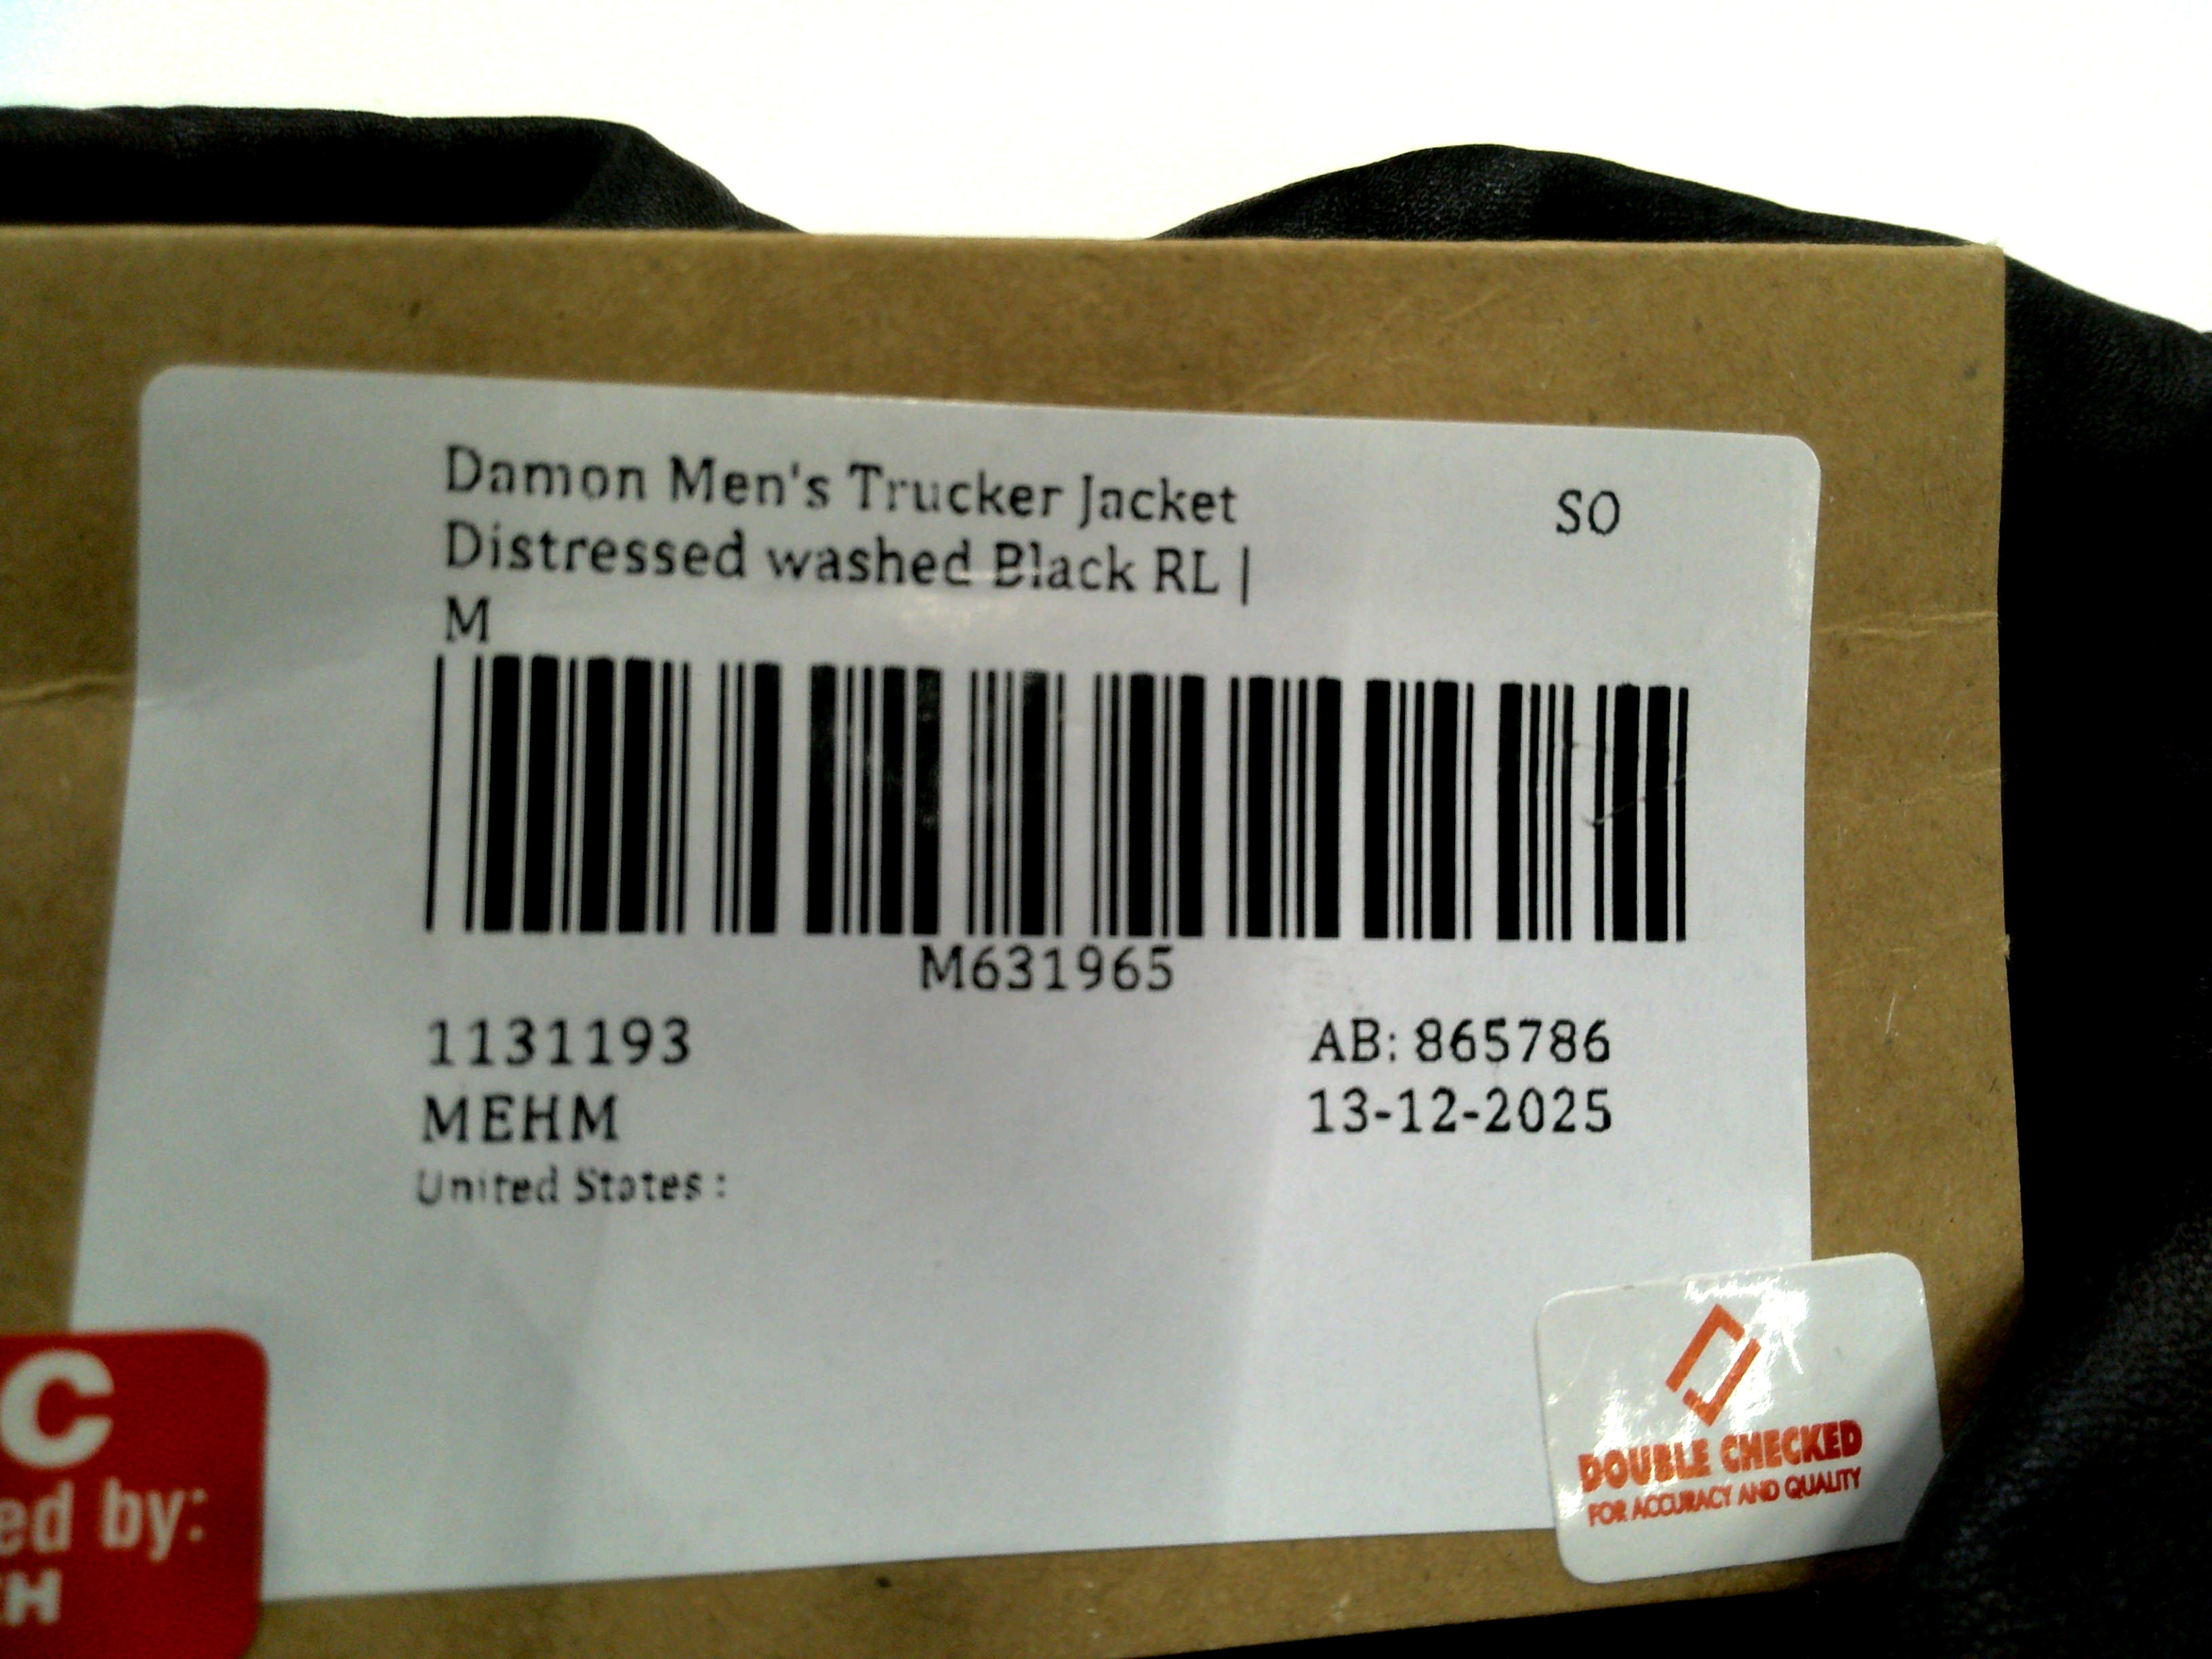 Damon Men's Trucker Jacket
Distressed washed Black RL |
M
SO
M631965
1131193
MEHM
United States :
AB: 865786
13-12-2025
C
ed by:
H
DOUBLE CHECKED
FOR ACCURACY AND QUALITY